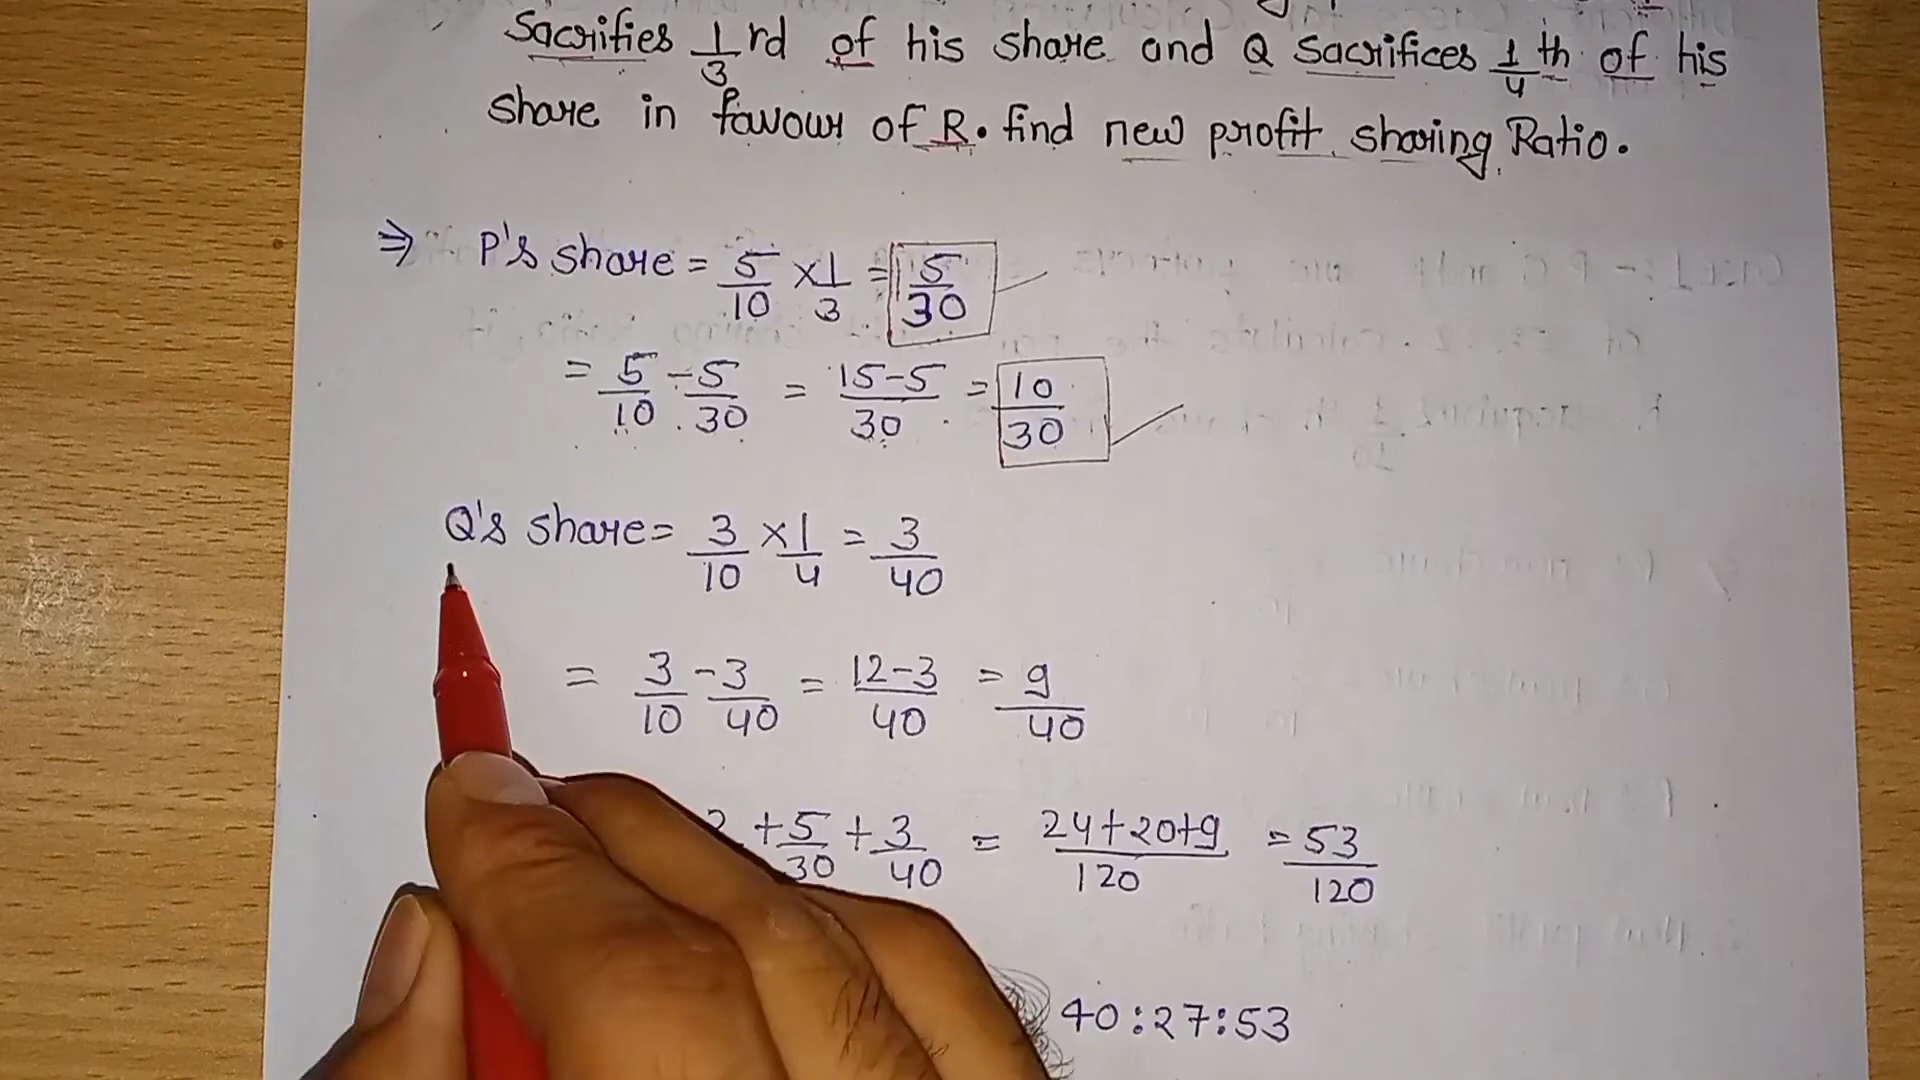 Sacrifies 1/3 rd of his share and Q Sacrifices 1/4 th of his
share in favour of R. find new profit sharing Ratio.
⇒ P's share = 5/10 × 1/3 = 5/30
= 5/10 - 5/30 = 15-5/30 = 10/30
Q's share = 3/10 × 1/4 = 3/40
= 3/10 - 3/40 = 12-3/40 = 9/40
+ 5/30 + 3/40 = 24+20+9/120 = 53/120
40:27:53